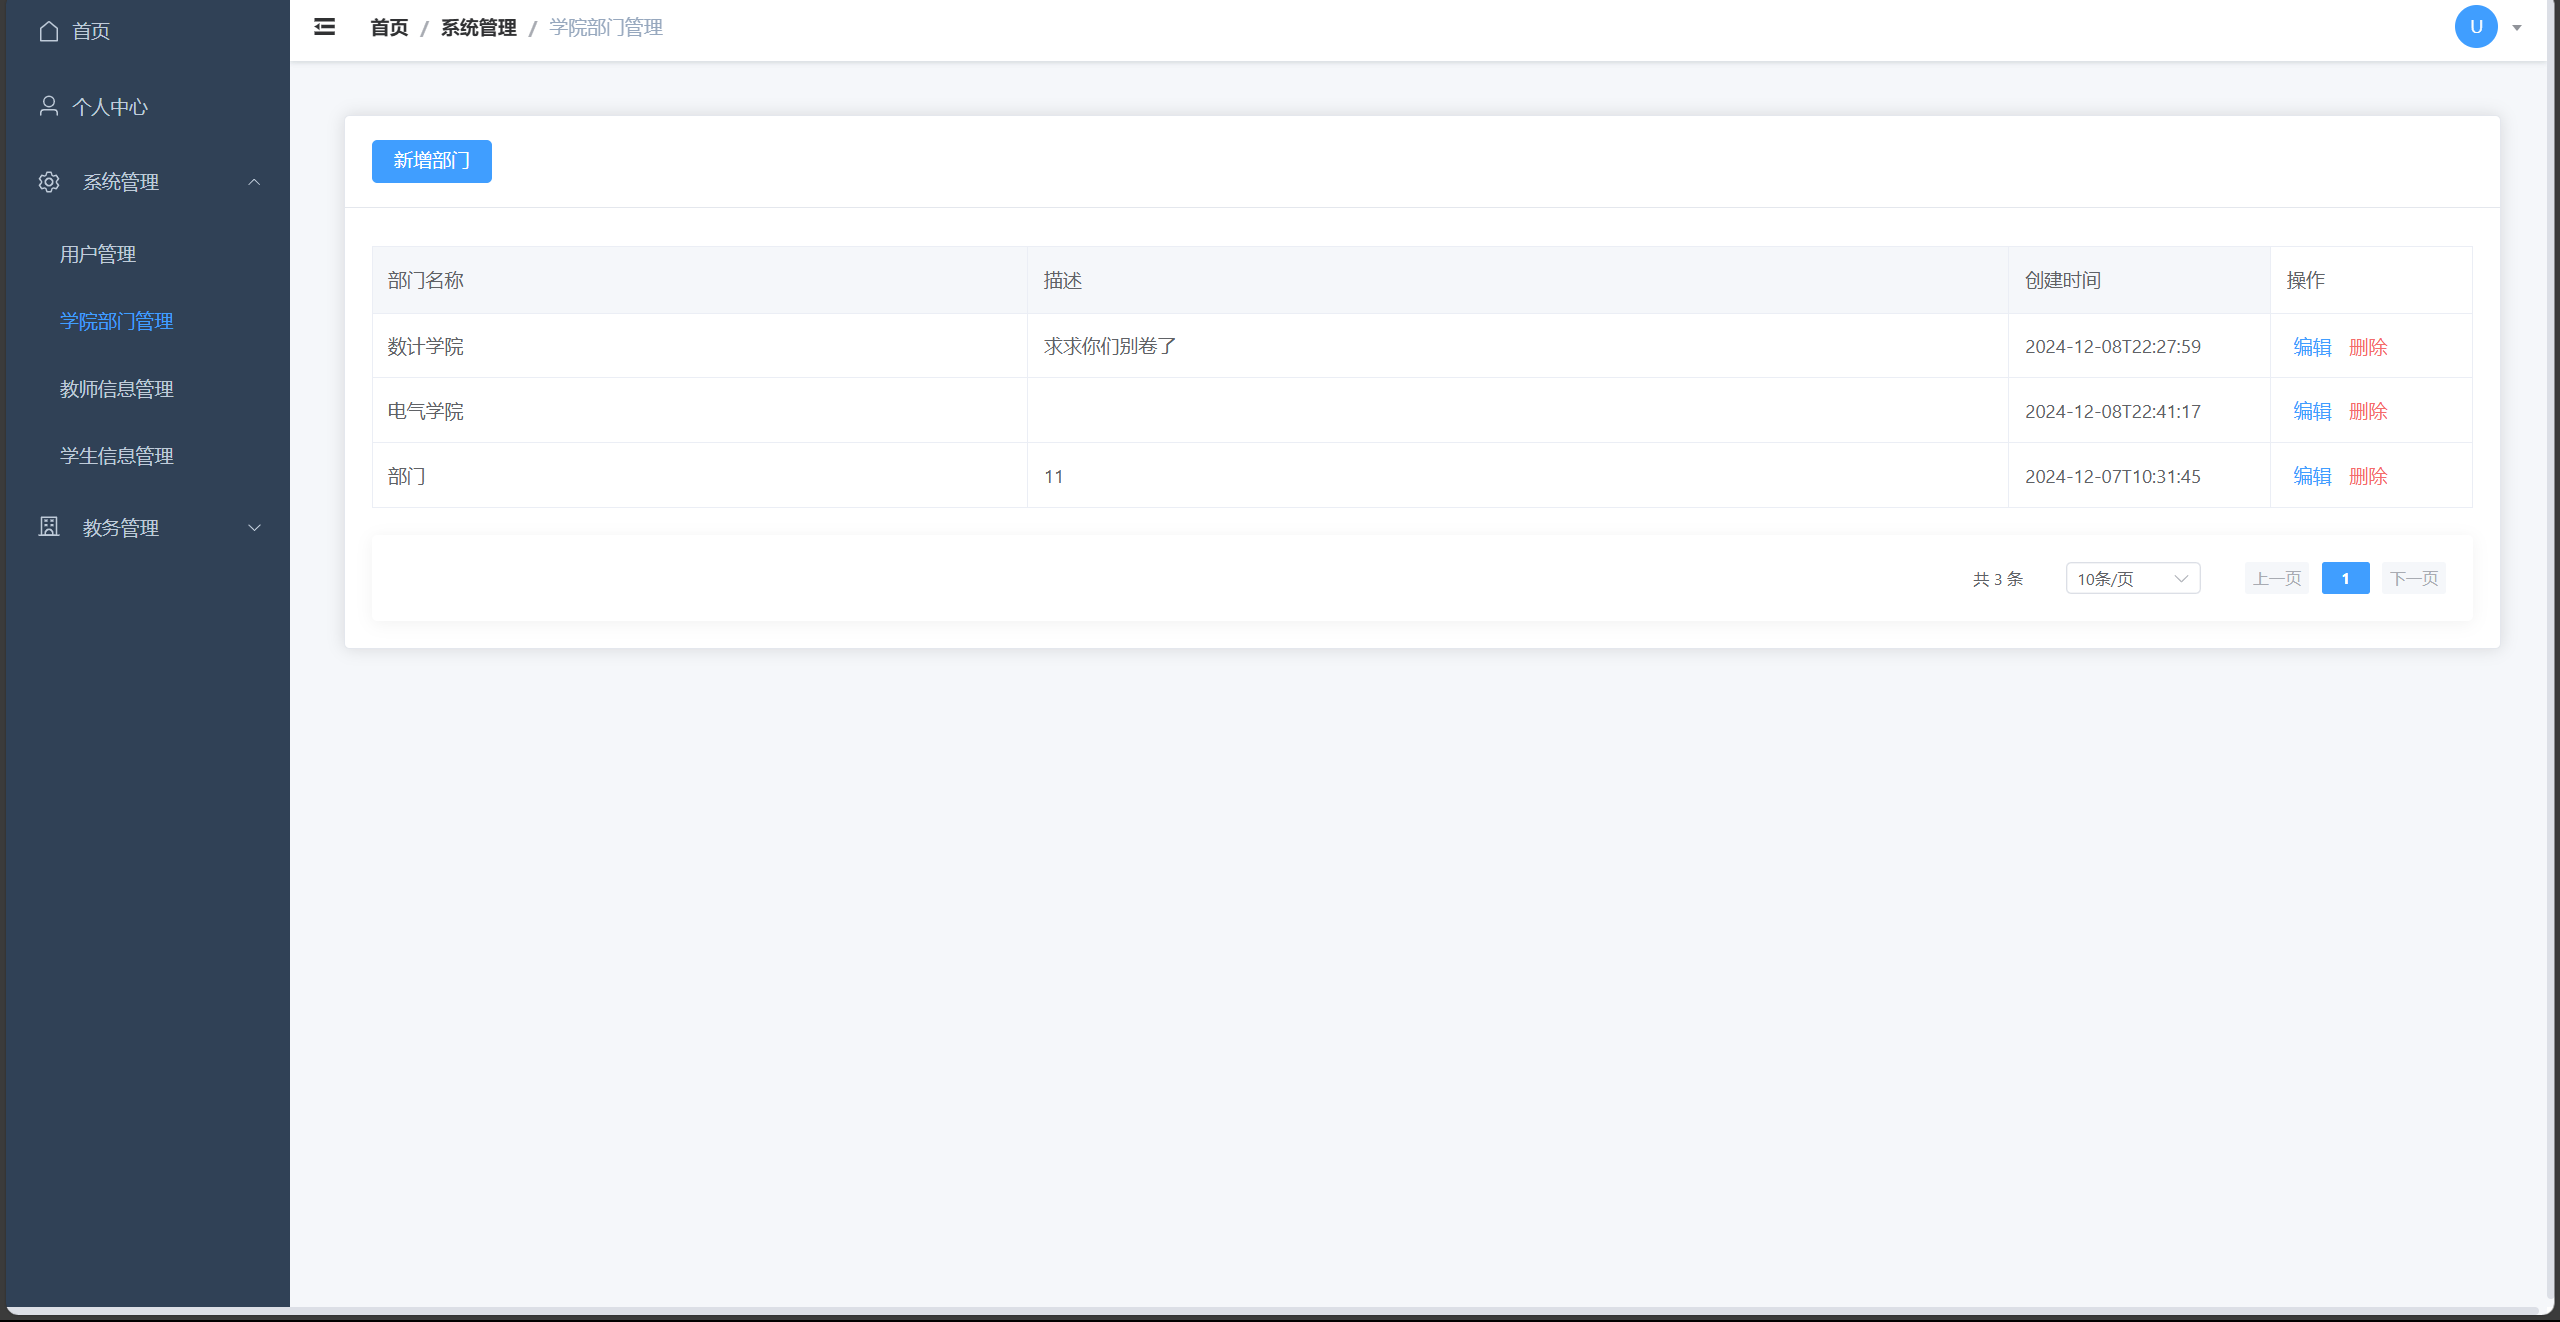 首页
个人中心
系统管理
用户管理
学院部门管理
教师信息管理
学生信息管理
教务管理
首页 / 系统管理 / 学院部门管理
U
新增部门
部门名称 描述 创建时间 操作
数计学院 求求你们别卷了 2024-12-08T22:27:59 编辑 删除
电气学院 2024-12-08T22:41:17 编辑 删除
部门 11 2024-12-07T10:31:45 编辑 删除
共 3 条 10条/页 上一页 1 下一页